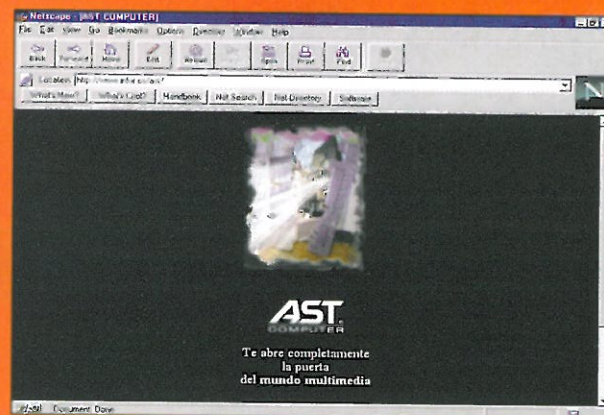 Netscape - [AST COMPUTER]
File Edit View Go Bookmarks Options Directory Window Help
Back Forward Home Edit Reload Open Print Find
Location: http://www
What's New? What's Cool? Handbook Net Search Net Directory Software
N
AST
COMPUTER
Te abre completamente
la puerta
del mundo multimedia
Document: Done